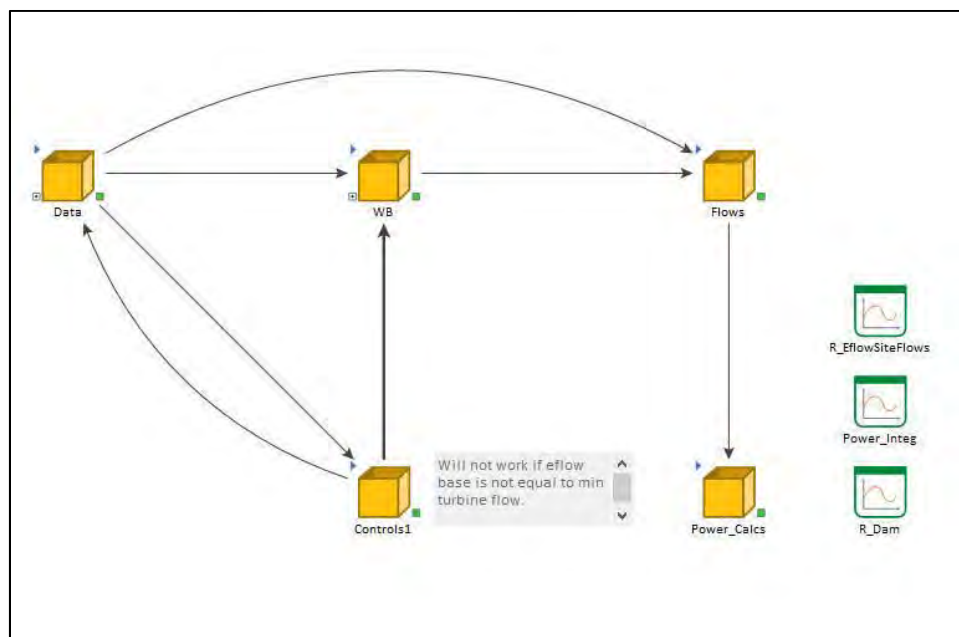 Data
WB
Flows
R_EflowSiteFlows
Power_Integ
Will not work if eflow
base is not equal to min
turbine flow.
Controls1
Power_Calcs
R_Dam